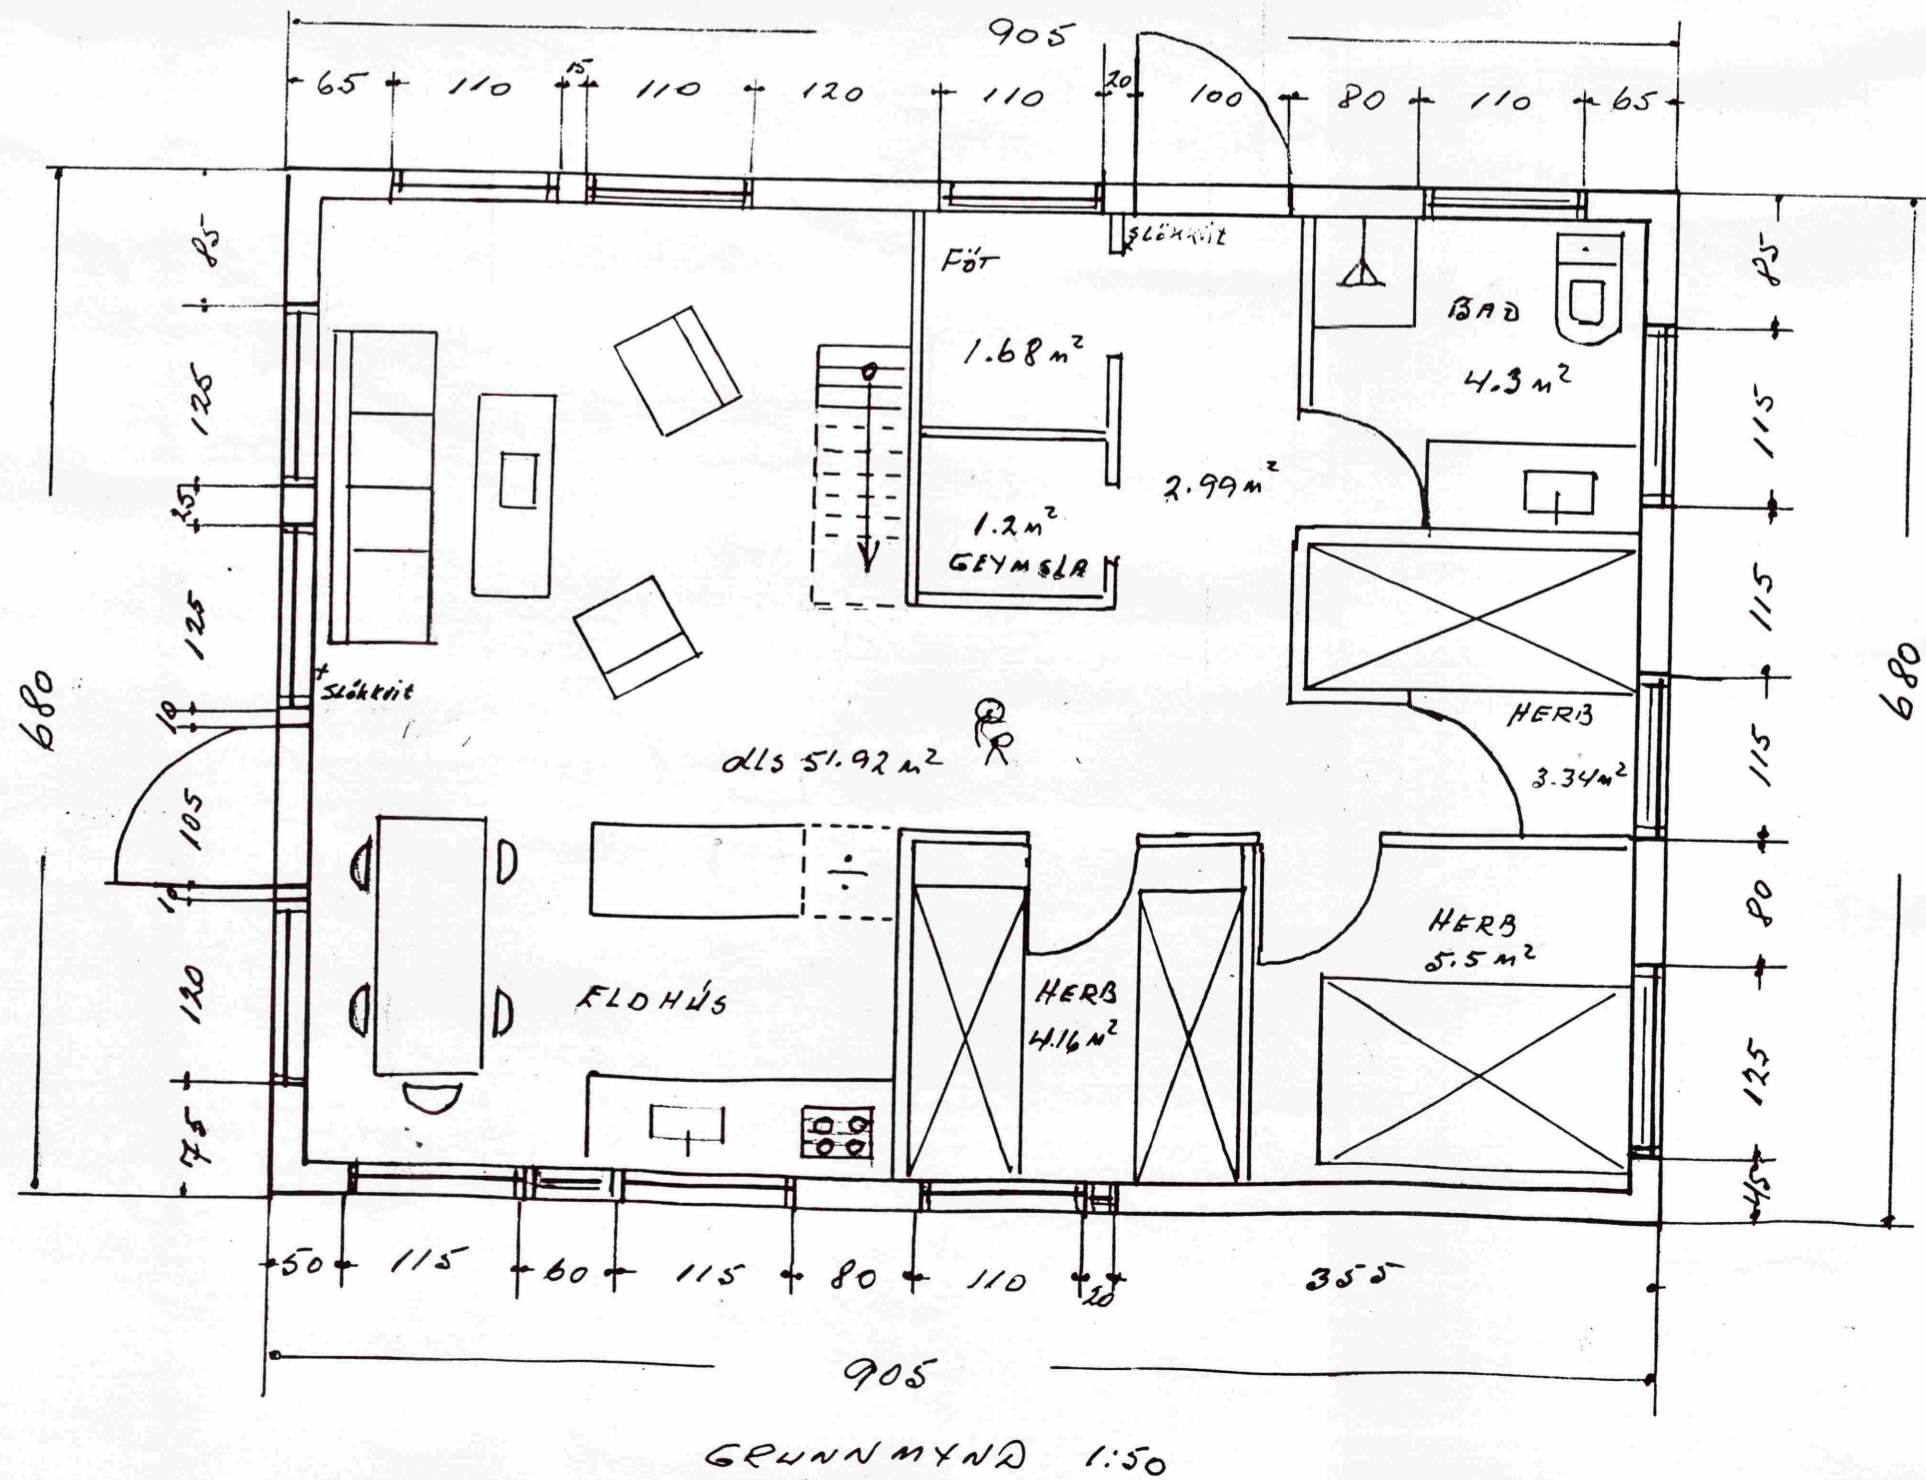 905
65 110 15 110 120 110 20 100 80 110 65
85
125
25
125
10
105
10
120
75
680
FÖT
1.68 m²
SLÖKKVIT
BAD
4.3 m²
2.99 m²
1.2 m²
GEYMSLA
Slökkvit
HERB
3.34 m²
alls 51.92 m²
ELDHÚS
HERB
4.16 m²
HERB
5.5 m²
85
115
115
115
80
125
45
680
50 115 60 115 80 110 20 355
905
GRUNNMYND 1:50